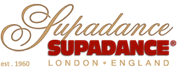 Supadance
SUPADANCE®
est. 1960 LONDON • ENGLAND